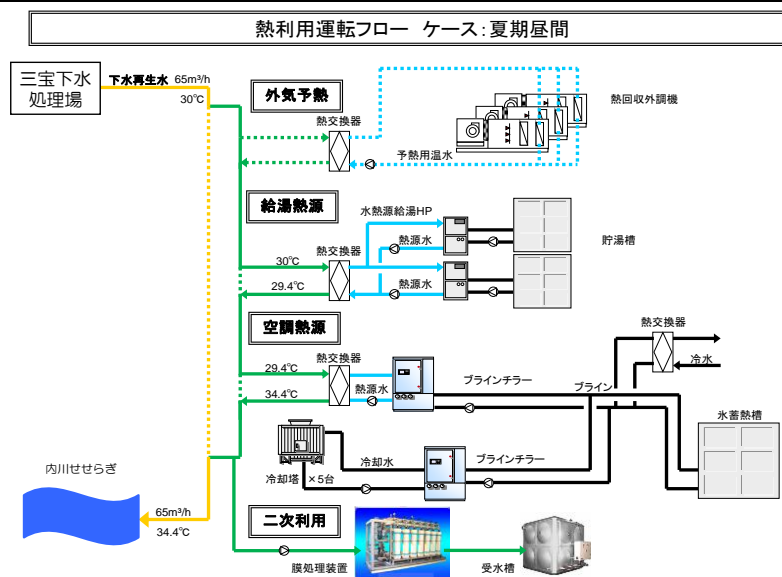 熱利用運転フロー ケース：夏期昼間
三宝下水
処理場
下水再生水 65m³/h
30℃
外気予熱
熱交換器
予熱用温水
熱回収外調機
給湯熱源
水熱源給湯HP
熱交換器
30℃
29.4℃
熱源水
熱源水
貯湯槽
空調熱源
熱交換器
29.4℃
34.4℃
熱源水
ブラインチラー
ブライン
熱交換器
冷水
氷蓄熱槽
冷却水
冷却塔 ×5台
ブラインチラー
内川せせらぎ
65m³/h
34.4℃
二次利用
膜処理装置
受水槽